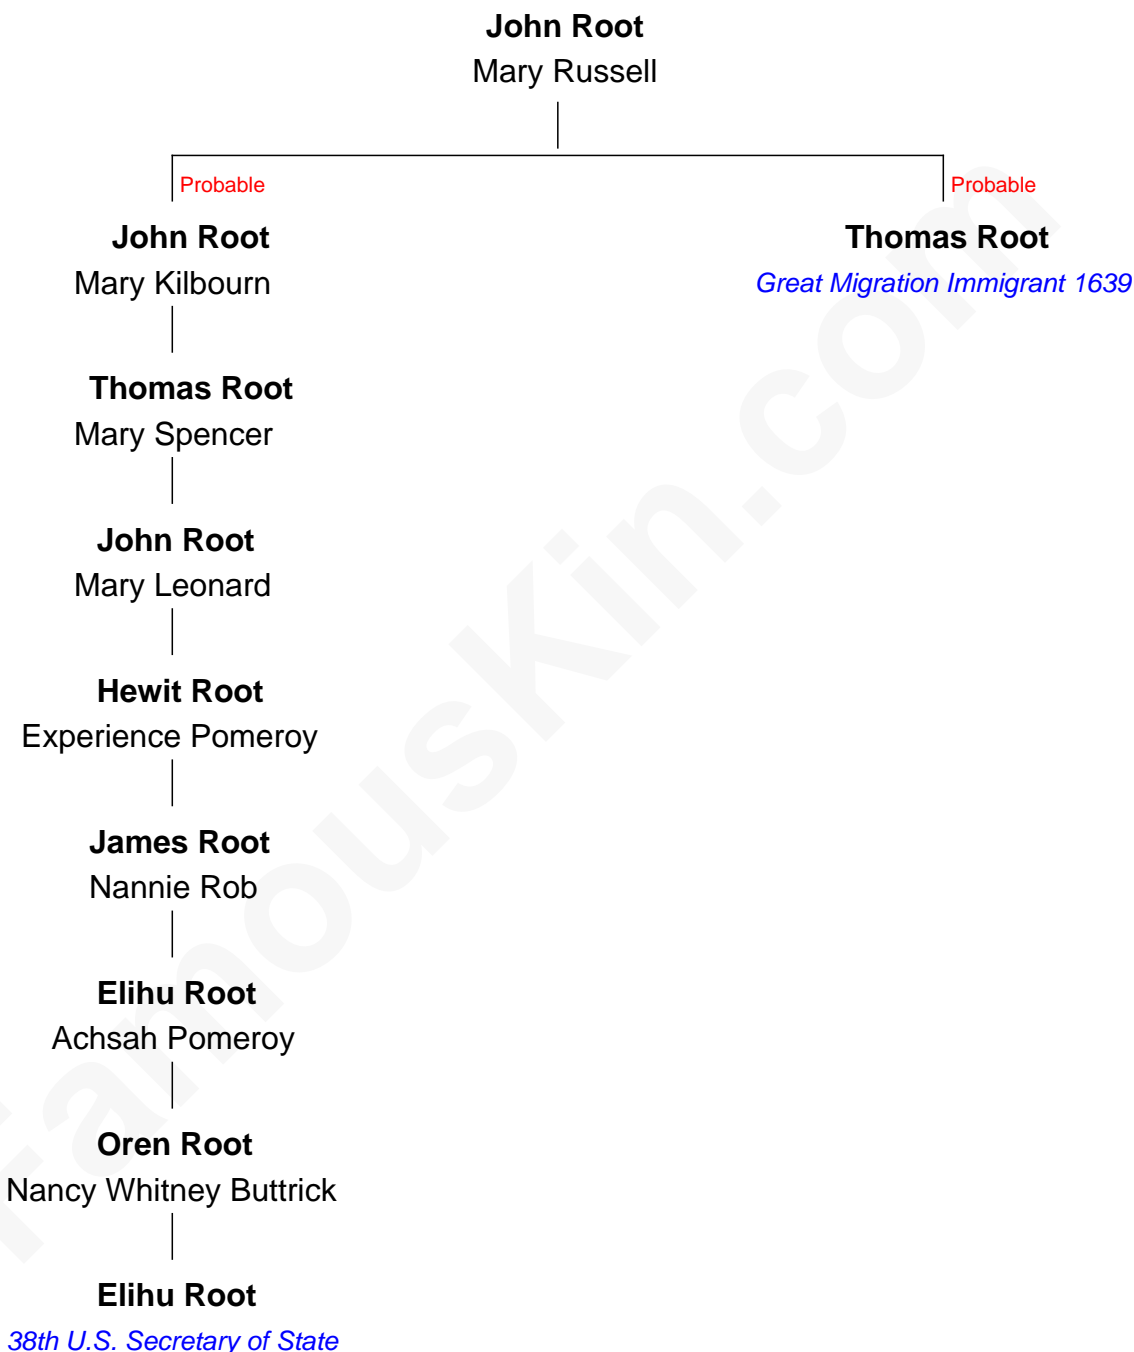 John Root
Mary Russell
Probable
Probable
John Root
Thomas Root
Mary Kilbourn
Great Migration Immigrant 1639
Thomas Root
Mary Spencer
John Root
Mary Leonard
Hewit Root
Experience Pomeroy
James Root
Nannie Rob
Elihu Root
Achsah Pomeroy
Oren Root
Nancy Whitney Buttrick
Elihu Root
38th U.S. Secretary of State
famouskin.com